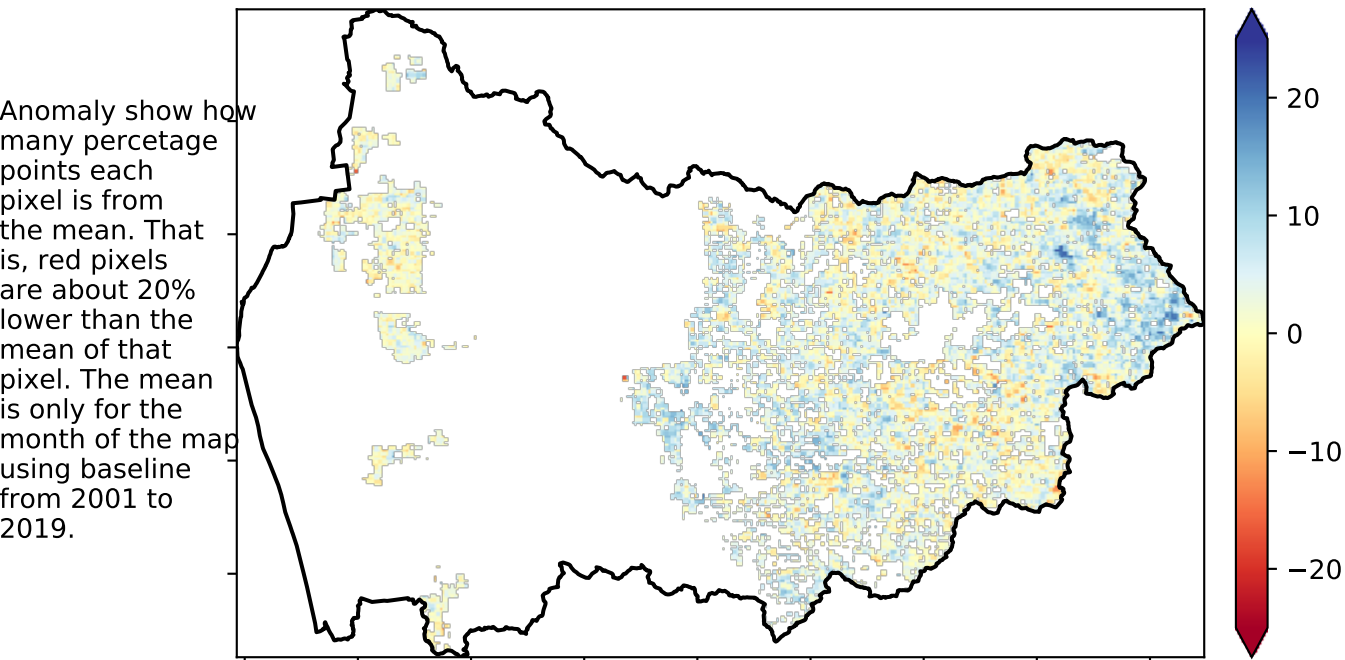 Anomaly show how
many percetage
points each
pixel is from
the mean. That
is, red pixels
are about 20%
lower than the
mean of that
pixel. The mean
is only for the
month of the map
using baseline
from 2001 to
2019.
20
10
0
−10
−20